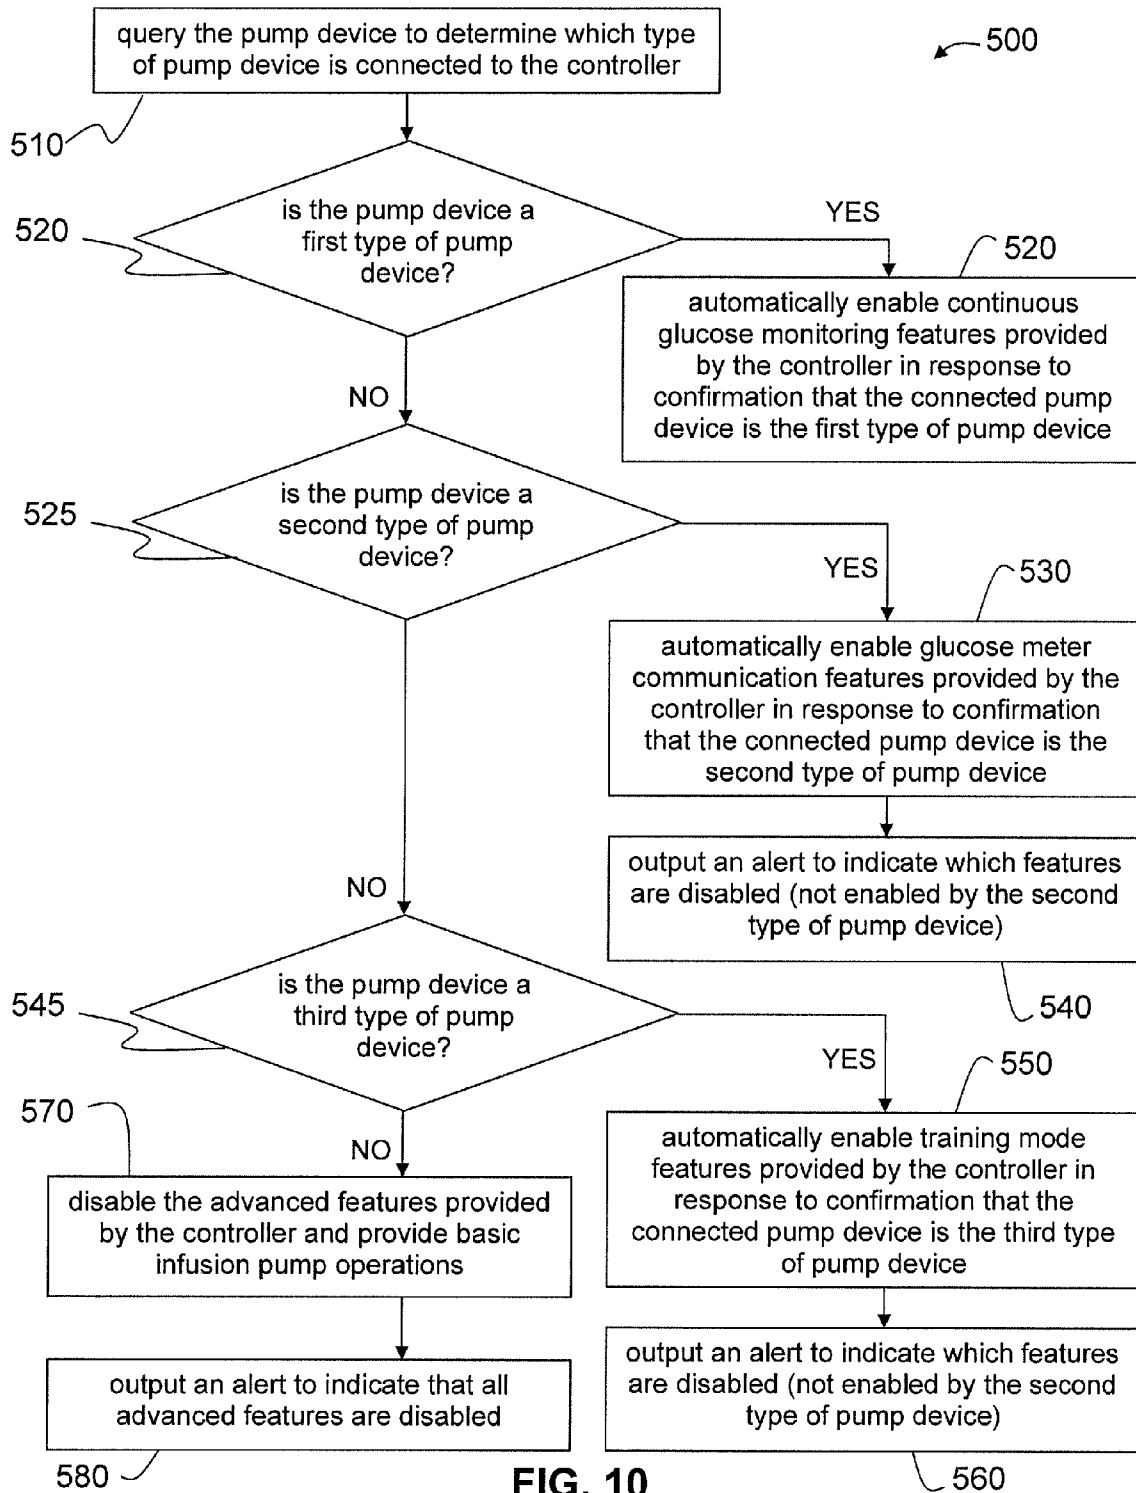 query the pump device to determine which type
of pump device is connected to the controller
500
510
is the pump device a
first type of pump
device?
520
YES
520
automatically enable continuous
glucose monitoring features provided
by the controller in response to
confirmation that the connected pump
device is the first type of pump device
NO
is the pump device a
second type of pump
device?
525
YES
530
automatically enable glucose meter
communication features provided by the
controller in response to confirmation
that the connected pump device is the
second type of pump device
output an alert to indicate which features
are disabled (not enabled by the second
type of pump device)
540
NO
is the pump device a
third type of pump
device?
545
YES
550
automatically enable training mode
features provided by the controller in
response to confirmation that the
connected pump device is the third type
of pump device
output an alert to indicate which features
are disabled (not enabled by the second
type of pump device)
560
NO
570
disable the advanced features provided
by the controller and provide basic
infusion pump operations
output an alert to indicate that all
advanced features are disabled
580
FIG. 10